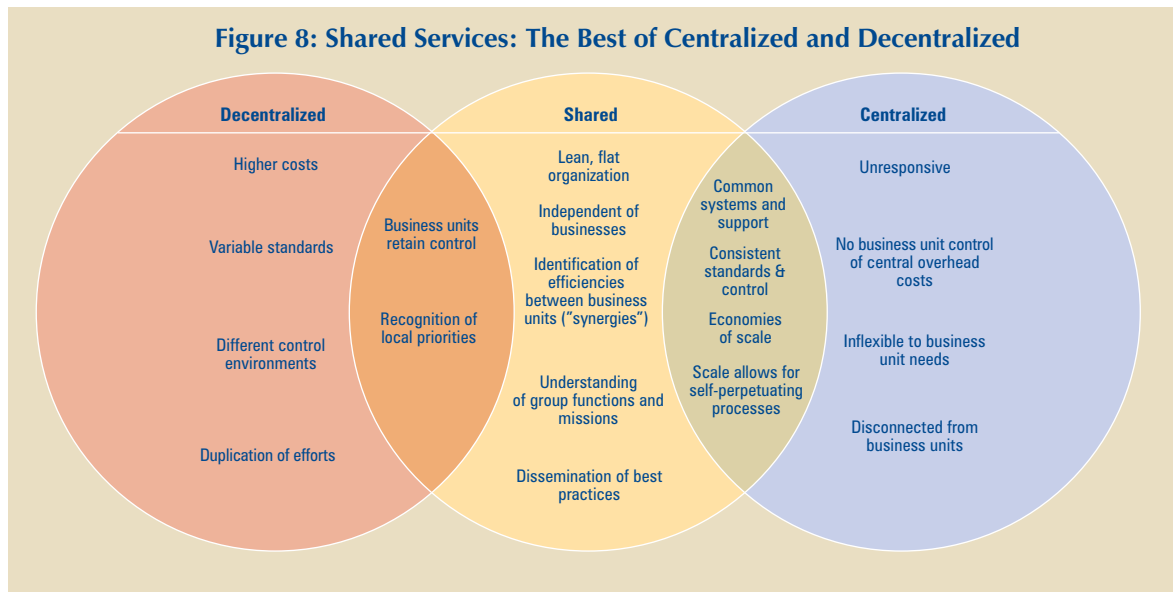 Figure 8: Shared Services: The Best of Centralized and Decentralized
Decentralized
Higher costs
Variable standards
Different control
environments
Duplication of efforts
Business units
retain control
Recognition of
local priorities
Shared
Lean, flat
organization
Independent of
businesses
Identification of
efficiencies
between business
units (“synergies”)
Understanding
of group functions and
missions
Dissemination of best
practices
Common
systems and
support
Consistent
standards &
control
Economies
of scale
Scale allows for
self-perpetuating
processes
Centralized
Unresponsive
No business unit control
of central overhead
costs
Inflexible to business
unit needs
Disconnected from
business units